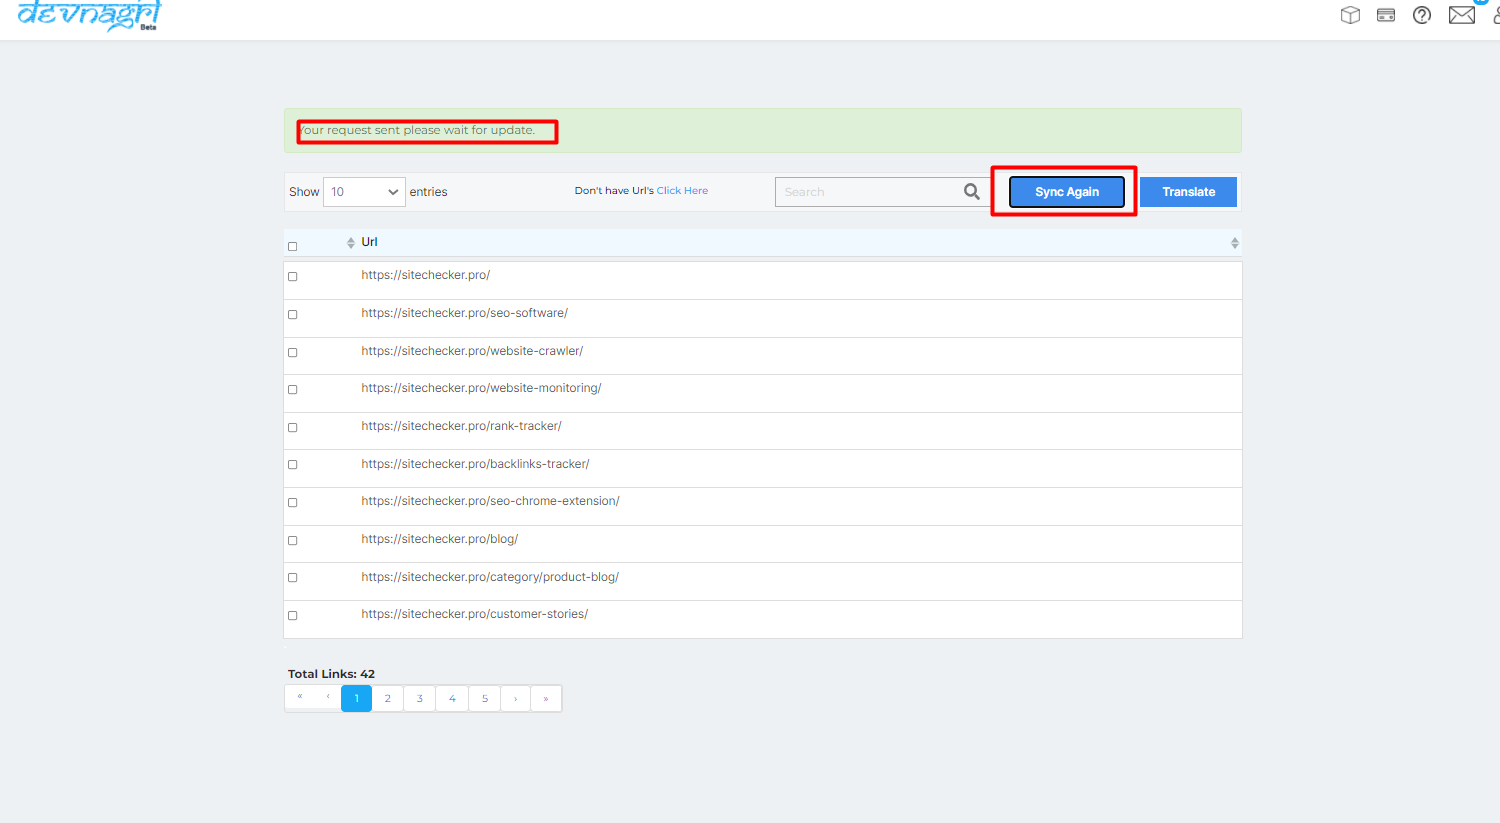 devnagri
Beta
Your request sent please wait for update.
Show 10 entries Don't have Url's Click Here Search Sync Again Translate
Url
https://sitechecker.pro/
https://sitechecker.pro/seo-software/
https://sitechecker.pro/website-crawler/
https://sitechecker.pro/website-monitoring/
https://sitechecker.pro/rank-tracker/
https://sitechecker.pro/backlinks-tracker/
https://sitechecker.pro/seo-chrome-extension/
https://sitechecker.pro/blog/
https://sitechecker.pro/category/product-blog/
https://sitechecker.pro/customer-stories/
Total Links: 42
« ‹ 1 2 3 4 5 › »